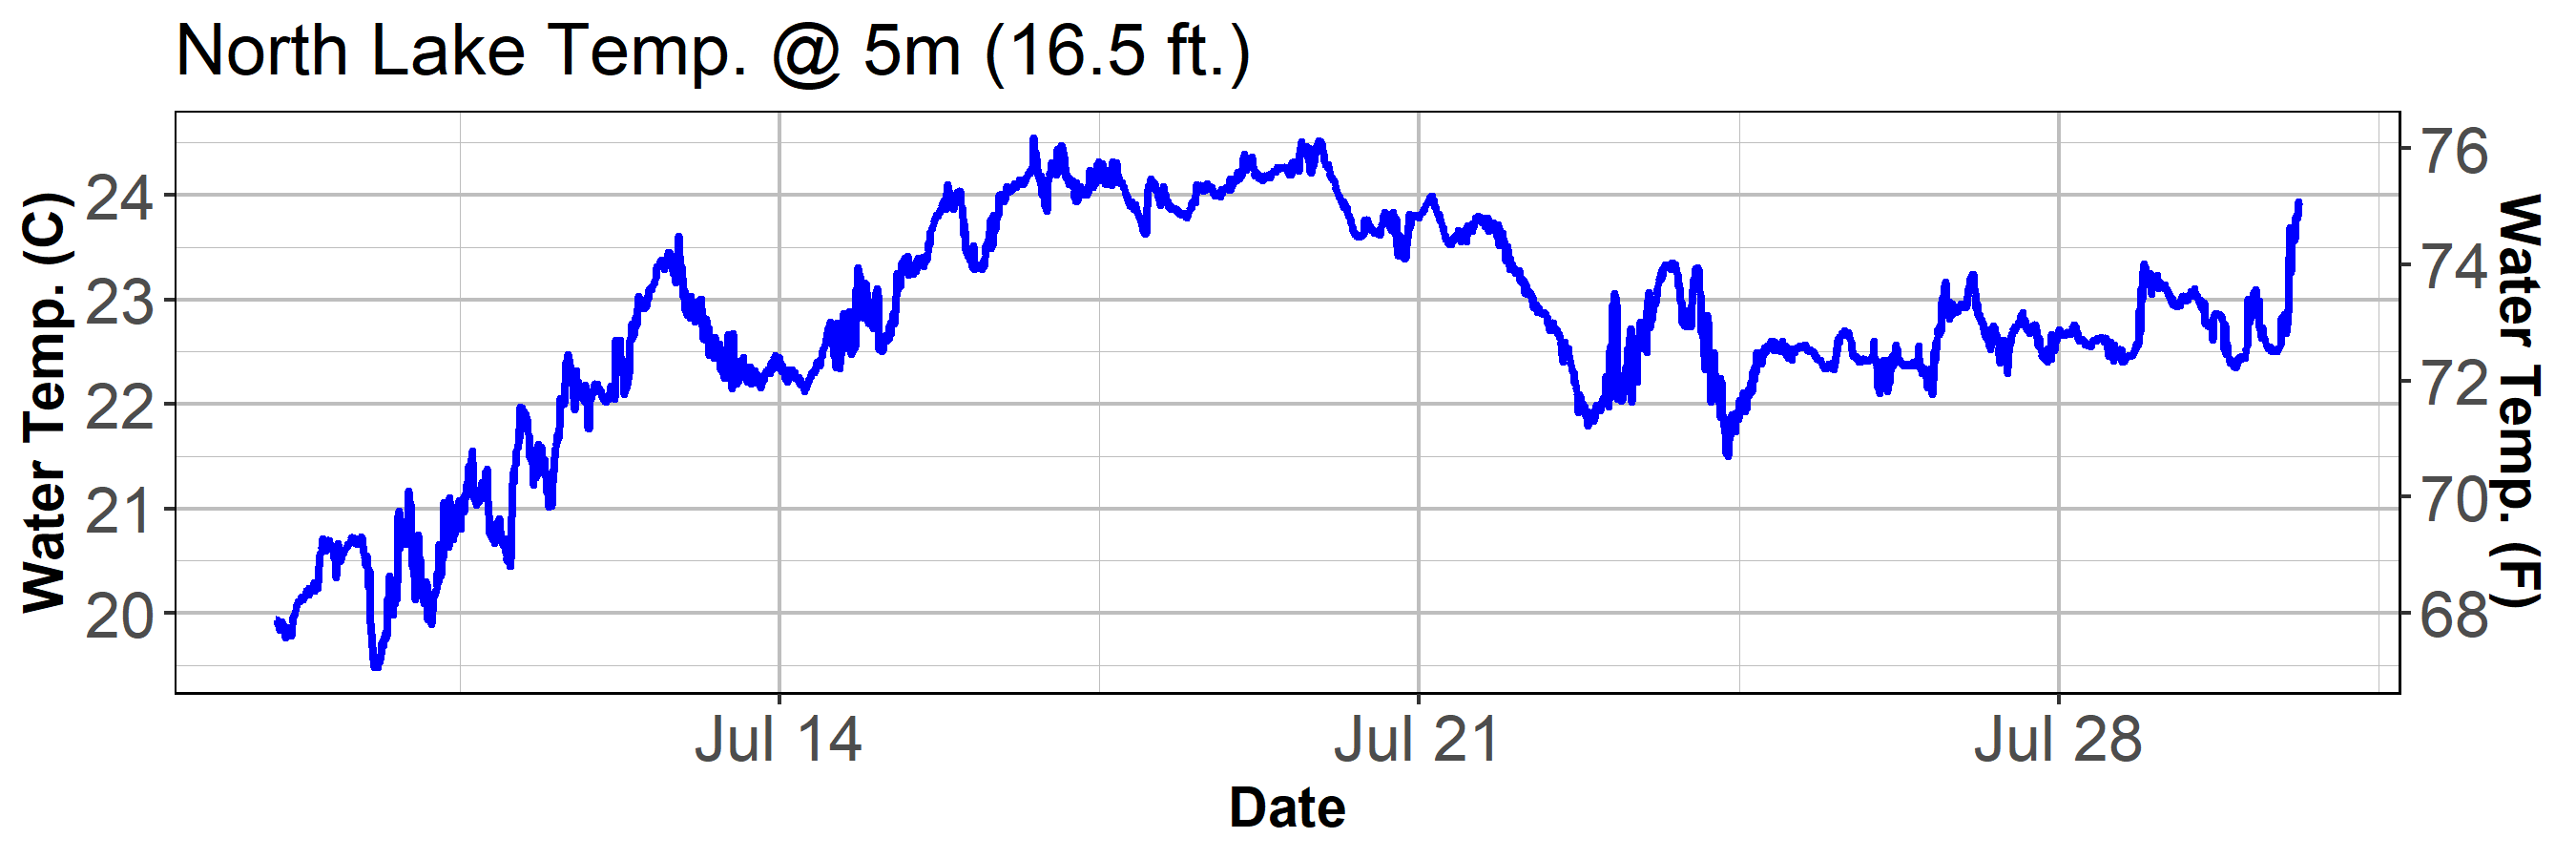 North Lake Temp. @ 5m (16.5 ft.)
Water Temp. (C)
24
23
22
21
20
76
74
72
70
68
Water Temp. (F)
Jul 14
Jul 21
Jul 28
Date